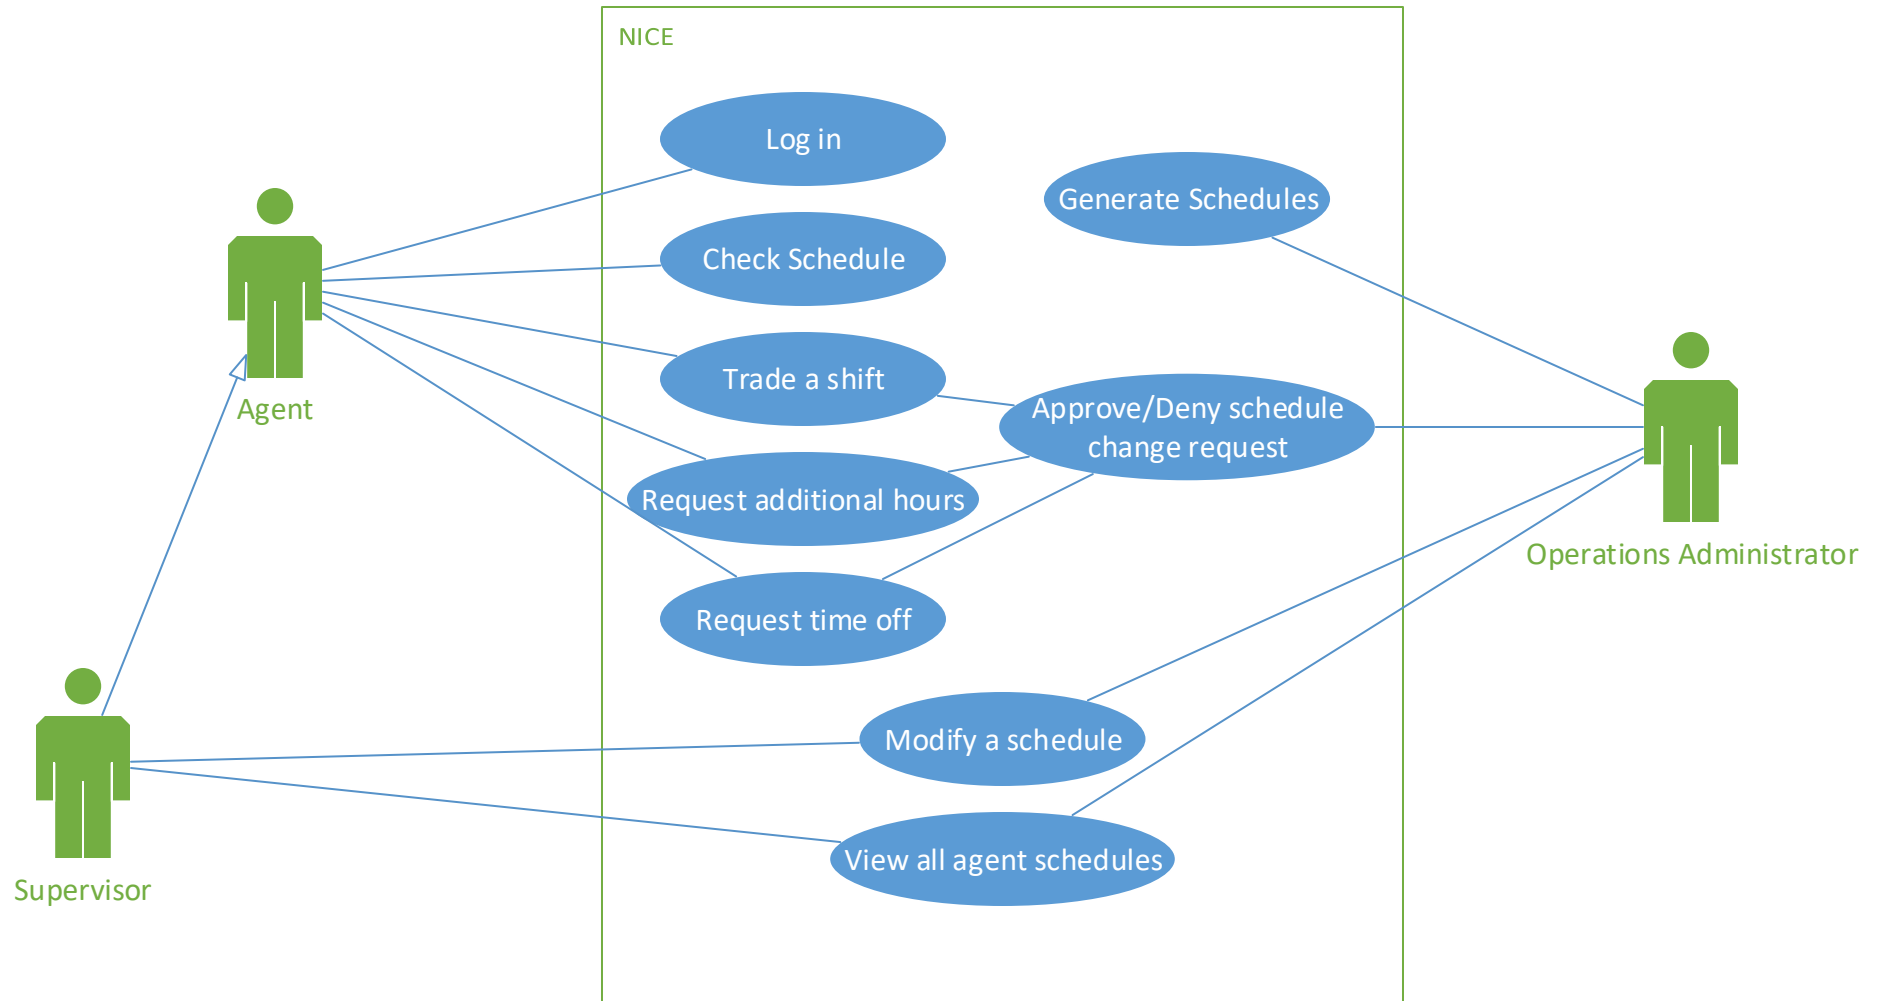 NICE
Log in
Generate Schedules
Check Schedule
Trade a shift
Approve/Deny schedule
change request
Agent
Request additional hours
Operations Administrator
Request time off
Modify a schedule
View all agent schedules
Supervisor